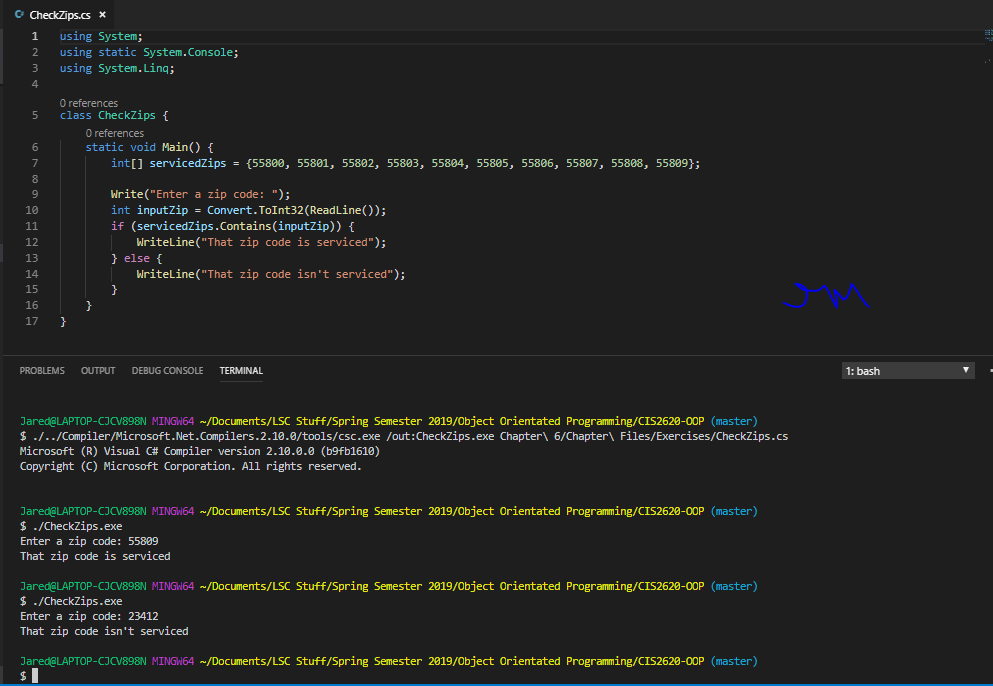 CheckZips.cs ×
1 using System;
2 using static System.Console;
3 using System.Linq;
4
0 references
5 class CheckZips {
0 references
6 static void Main() {
7 int[] servicedZips = {55800, 55801, 55802, 55803, 55804, 55805, 55806, 55807, 55808, 55809};
8
9 Write("Enter a zip code: ");
10 int inputZip = Convert.ToInt32(ReadLine());
11 if (servicedZips.Contains(inputZip)) {
12 WriteLine("That zip code is serviced");
13 } else {
14 WriteLine("That zip code isn't serviced");
15 }
16 }
17 }
PROBLEMS OUTPUT DEBUG CONSOLE TERMINAL 1: bash
Jared@LAPTOP-CJCV898N MINGW64 ~/Documents/LSC Stuff/Spring Semester 2019/Object Orientated Programming/CIS2620-OOP (master)
$ ./../Compiler/Microsoft.Net.Compilers.2.10.0/tools/csc.exe /out:CheckZips.exe Chapter\ 6/Chapter\ Files/Exercises/CheckZips.cs
Microsoft (R) Visual C# Compiler version 2.10.0.0 (b9fb1610)
Copyright (C) Microsoft Corporation. All rights reserved.
Jared@LAPTOP-CJCV898N MINGW64 ~/Documents/LSC Stuff/Spring Semester 2019/Object Orientated Programming/CIS2620-OOP (master)
$ ./CheckZips.exe
Enter a zip code: 55809
That zip code is serviced
Jared@LAPTOP-CJCV898N MINGW64 ~/Documents/LSC Stuff/Spring Semester 2019/Object Orientated Programming/CIS2620-OOP (master)
$ ./CheckZips.exe
Enter a zip code: 23412
That zip code isn't serviced
Jared@LAPTOP-CJCV898N MINGW64 ~/Documents/LSC Stuff/Spring Semester 2019/Object Orientated Programming/CIS2620-OOP (master)
$